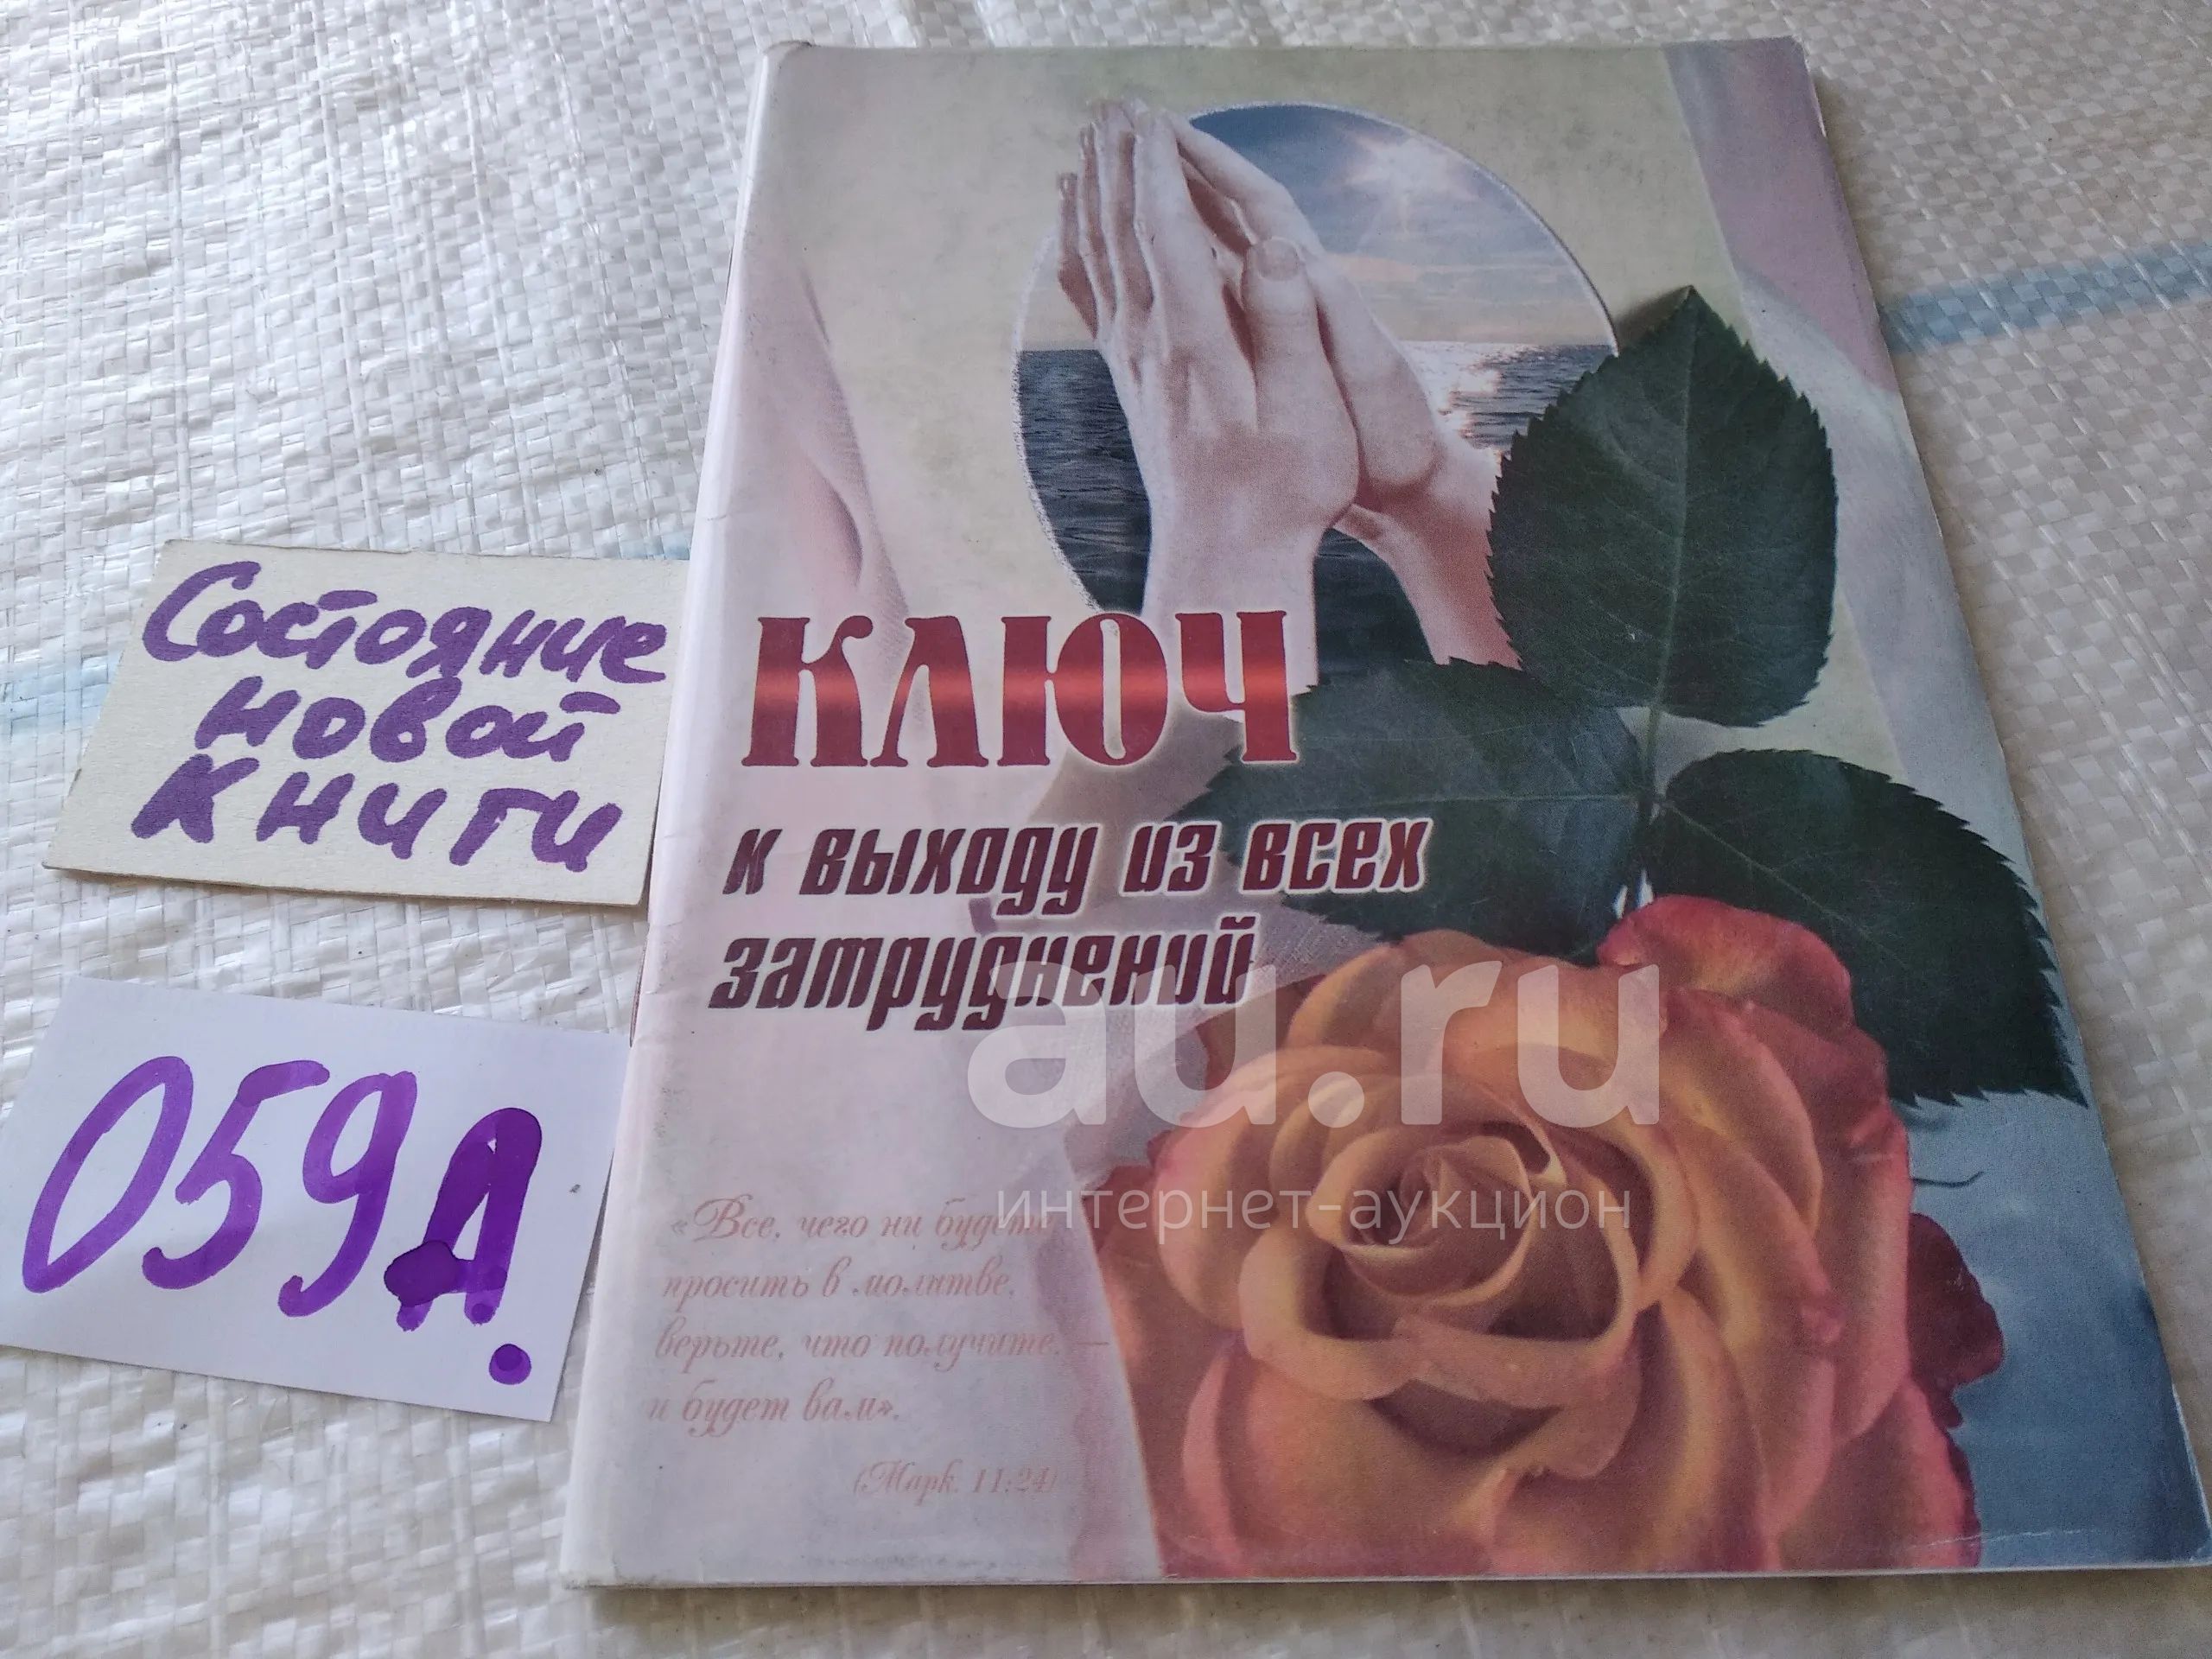 Состояние
новой
книги
059А.
КЛЮЧ
к выходу из всех
затруднений
«Все, чего ни будете
просить в молитве,
верьте, что получите, —
и будет вам».
(Марк. 11:24)
au.ru
интернет-аукцион